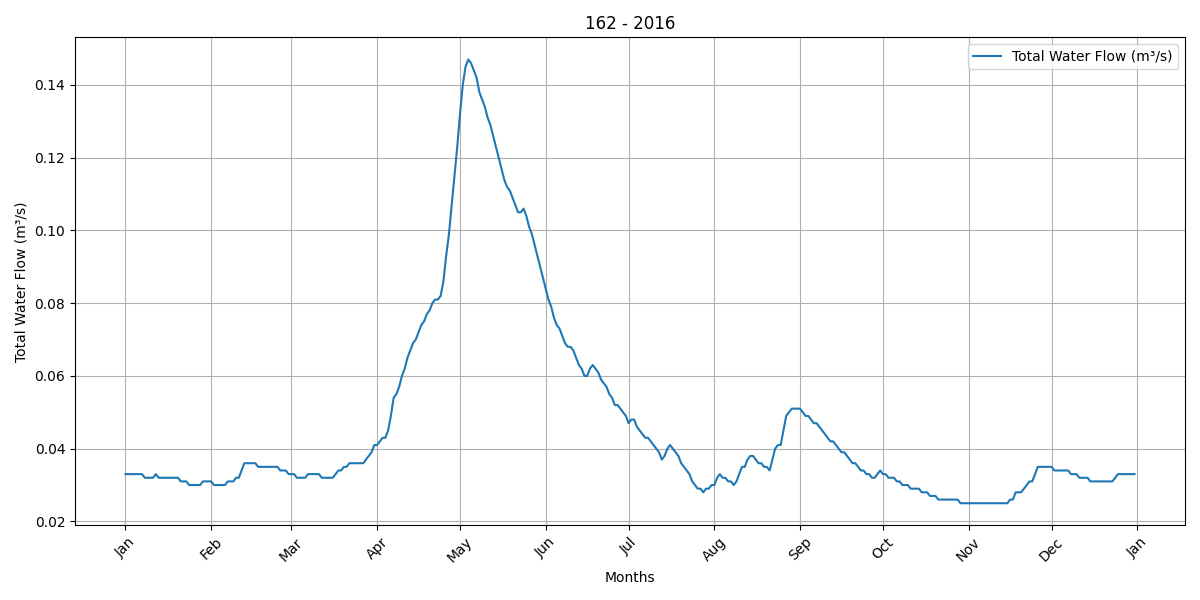 162 - 2016
Total Water Flow (m³/s)
Total Water Flow (m³/s)
0.14
0.12
0.10
0.08
0.06
0.04
0.02
Jan
Feb
Mar
Apr
May
Jun
Jul
Aug
Sep
Oct
Nov
Dec
Jan
Months